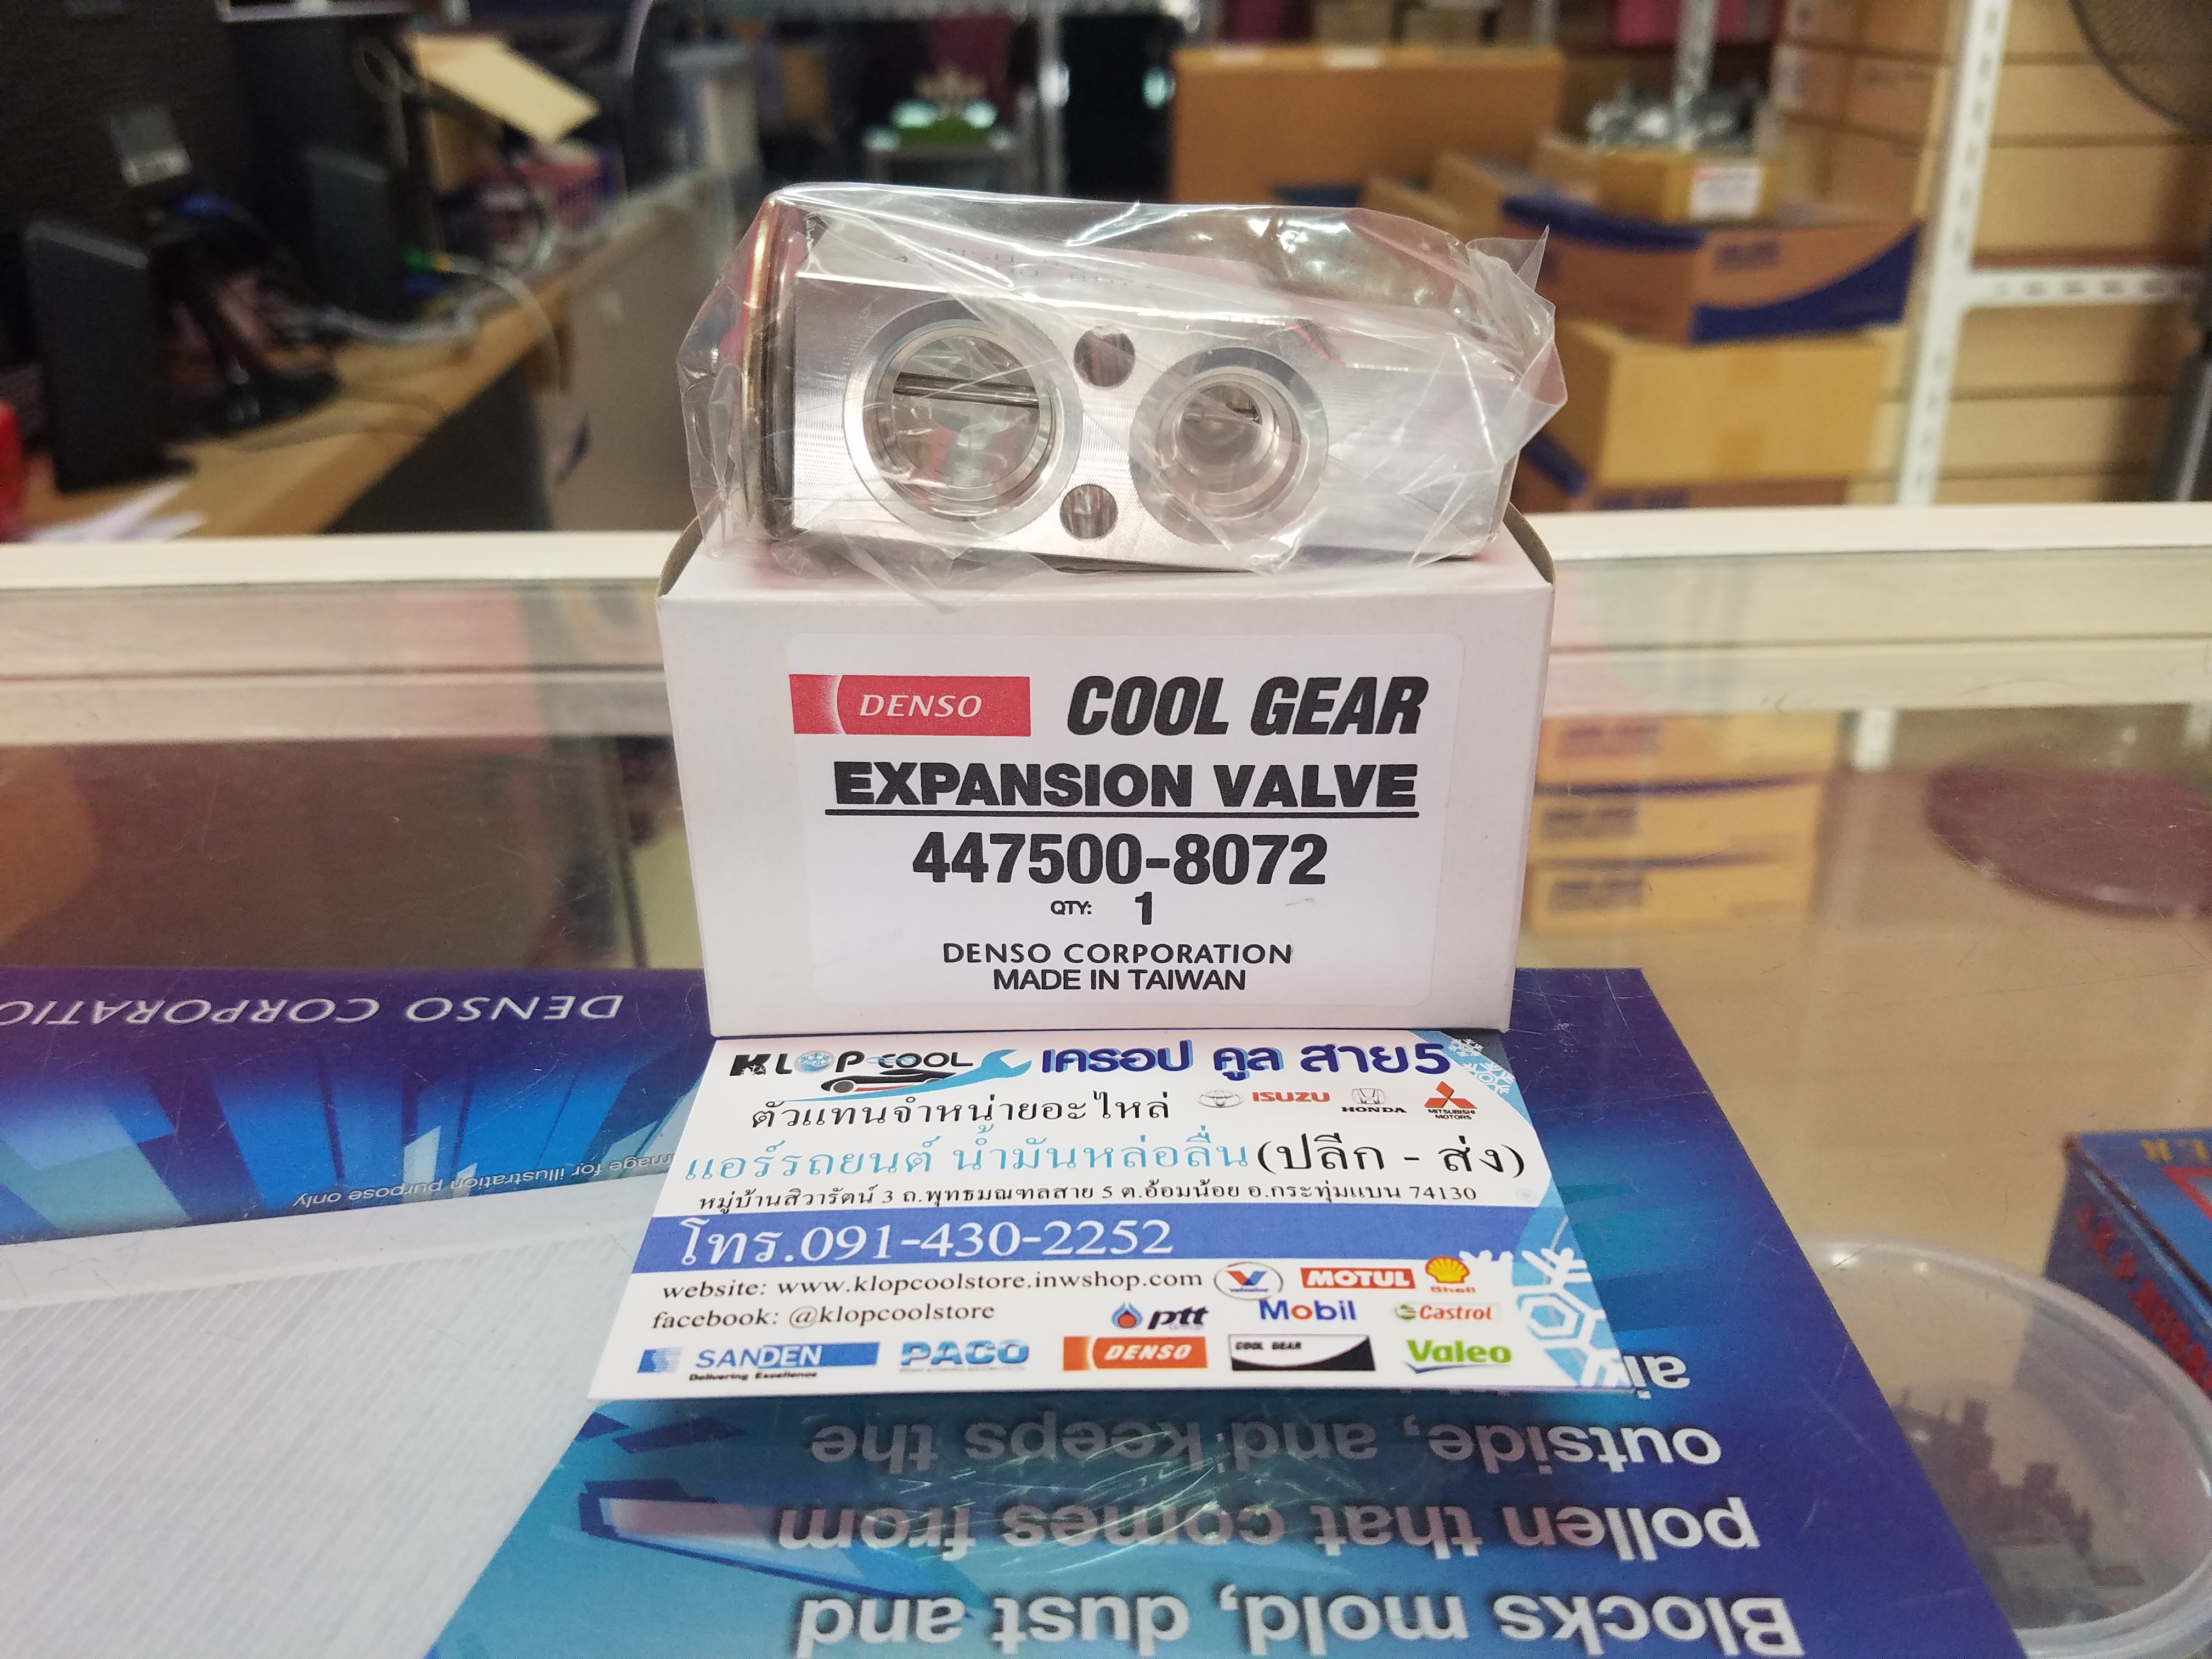 DENSO COOL GEAR
EXPANSION VALVE
447500-8072
QTY: 1
DENSO CORPORATION
MADE IN TAIWAN
DENSO CORPORATIO
KLOP COOL เครอป คูล สาย5
ตัวแทนจำหน่ายอะไหล่ ISUZU HONDA MITSUBISHI MOTORS
แอร์รถยนต์ น้ำมันหล่อลื่น(ปลีก - ส่ง)
หมู่บ้านสิวารัตน์ 3 ถ.พุทธมณฑลสาย 5 ต.อ้อมน้อย อ.กระทุ่มแบน 74130
โทร.091-430-2252
website: www.klopcoolstore.inwshop.com Valvoline MOTUL Shell
facebook: @klopcoolstore ptt Mobil Castrol
SANDEN PACO DENSO COOL GEAR Valeo
Delivering Excellence
mage for illustration purpose only
Blocks mold, dust and
pollen that comes from
outside, and keeps the
ai